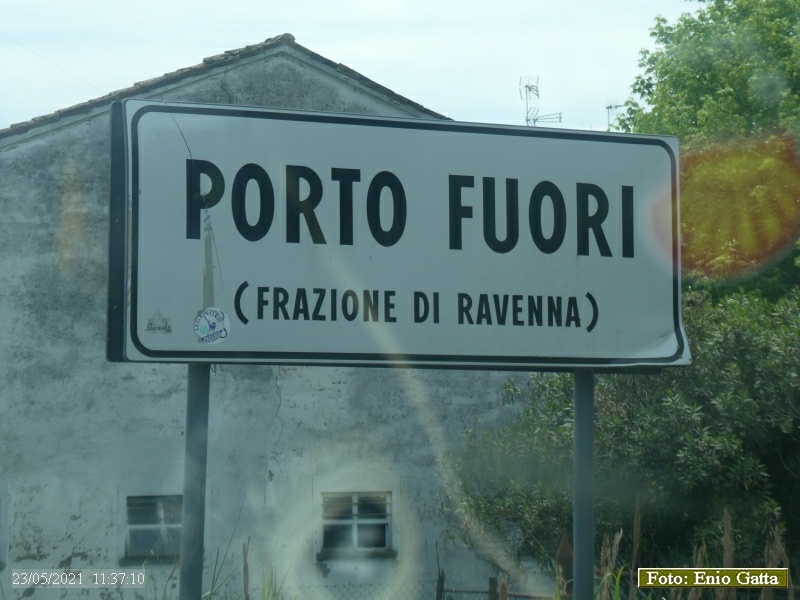 PORTO FUORI
(FRAZIONE DI RAVENNA)
23/05/2021 11:37:10
Foto: Enio Gatta